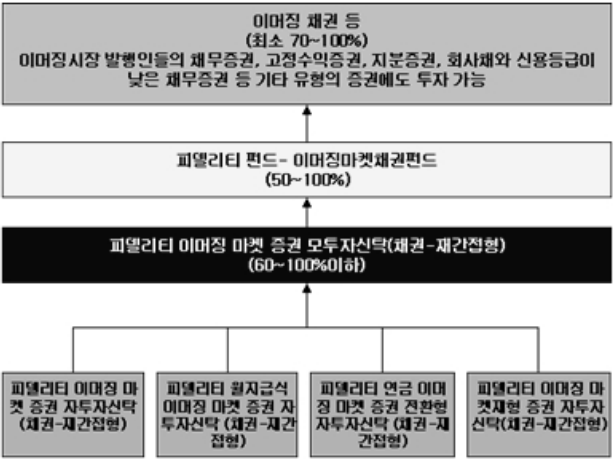 이머징 채권 등
(최소 70~100%)
이머징시장 발행인들의 채무증권, 고정수익증권, 지분증권, 회사채와 신용등급이
낮은 채무증권 등 기타 유형의 증권에도 투자 가능
피델리티 펀드- 이머징마켓채권펀드
(50~100%)
피델리티 이머징 마켓 증권 모투자신탁(채권-재간접형)
(60~100%이하)
피델리티 이머징 마
켓 증권 자투자신탁
(채권-재간접형)
피델리티 월지급식
이머징 마켓 증권 자
투자신탁 (채권-재간
접형)
피델리티 연금 이머
징 마켓 증권 전환형
자투자신탁 (채권-재
간접형)
피델리티 이머징 마
켓재형 증권 자투자
신탁(채권-재간접형)